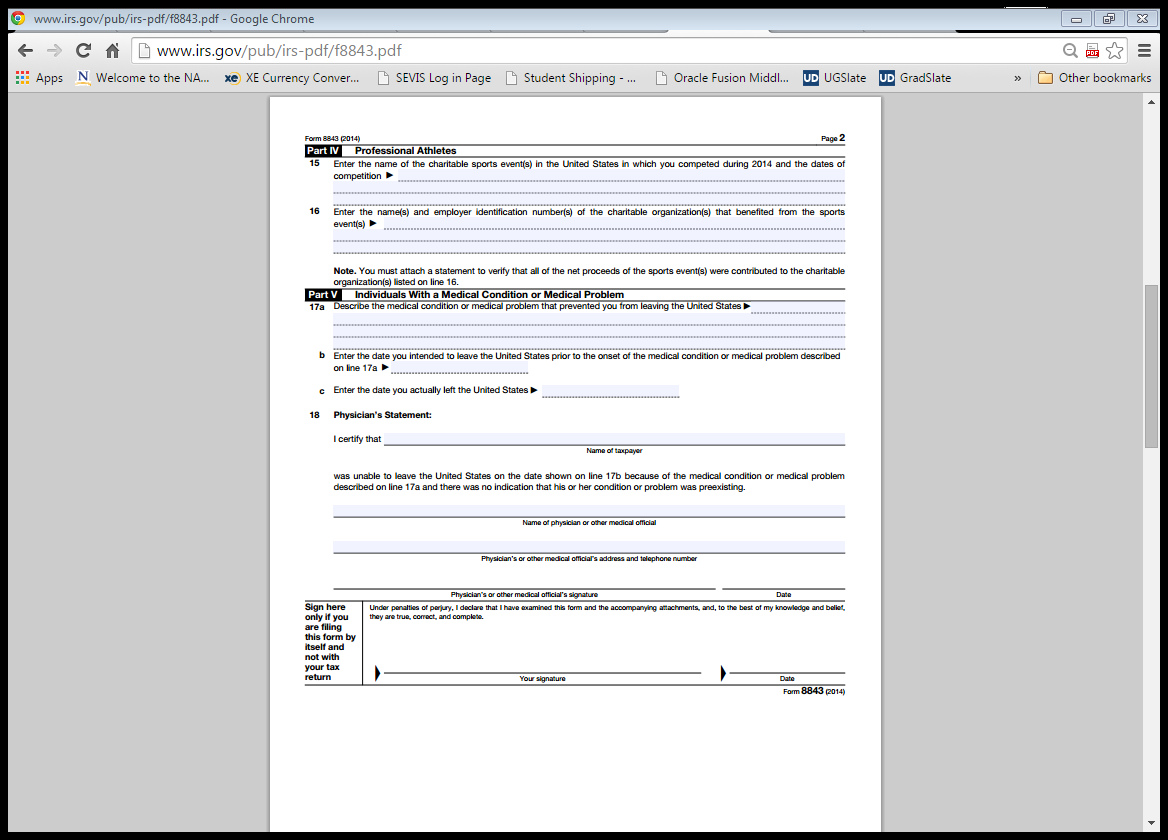 www.irs.gov/pub/irs-pdf/f8843.pdf - Google Chrome
www.irs.gov/pub/irs-pdf/f8843.pdf
Apps Welcome to the NA... XE Currency Conver... SEVIS Log in Page Student Shipping - ... Oracle Fusion Middl... UD UGSlate UD GradSlate » Other bookmarks
Form 8843 (2014) Page 2
Part IV Professional Athletes
15 Enter the name of the charitable sports event(s) in the United States in which you competed during 2014 and the dates of
competition ▶
16 Enter the name(s) and employer identification number(s) of the charitable organization(s) that benefited from the sports
event(s) ▶
Note. You must attach a statement to verify that all of the net proceeds of the sports event(s) were contributed to the charitable
organization(s) listed on line 16.
Part V Individuals With a Medical Condition or Medical Problem
17a Describe the medical condition or medical problem that prevented you from leaving the United States ▶
b Enter the date you intended to leave the United States prior to the onset of the medical condition or medical problem described
on line 17a ▶
c Enter the date you actually left the United States ▶
18 Physician's Statement:
I certify that
Name of taxpayer
was unable to leave the United States on the date shown on line 17b because of the medical condition or medical problem
described on line 17a and there was no indication that his or her condition or problem was preexisting.
Name of physician or other medical official
Physician's or other medical official's address and telephone number
Physician's or other medical official's signature Date
Sign here
only if you
are filing
this form by
itself and
not with
your tax
return
Under penalties of perjury, I declare that I have examined this form and the accompanying attachments, and, to the best of my knowledge and belief,
they are true, correct, and complete.
Your signature Date
Form 8843 (2014)